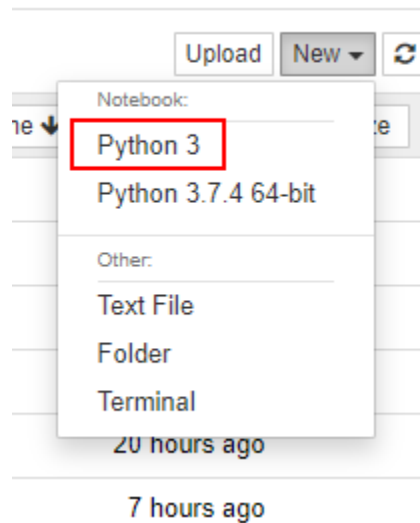 Upload New
Notebook:
Python 3
Python 3.7.4 64-bit
Other:
Text File
Folder
Terminal
20 hours ago
7 hours ago